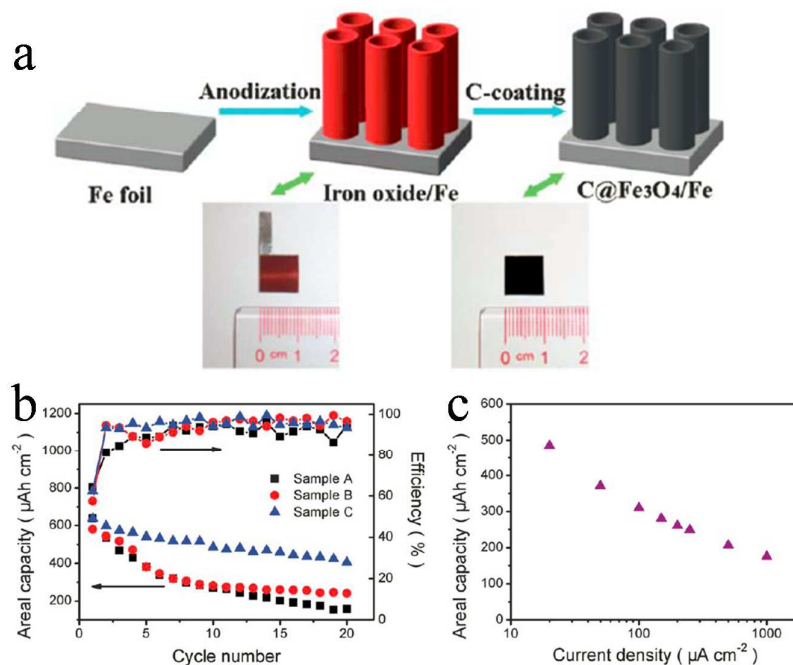 a
Anodization
C-coating
Fe foil
Iron oxide/Fe
C@Fe3O4/Fe
0 cm 1 2
0 cm 1 2
b
Areal capacity ( μAh cm⁻²)
1200
1000
800
600
400
200
100
80
60
40
20
0
Efficiency ( % )
Sample A
Sample B
Sample C
0 5 10 15 20
Cycle number
c
Areal capacity ( μAh cm⁻²)
600
500
400
300
200
100
0
10 100 1000
Current density ( μA cm⁻²)